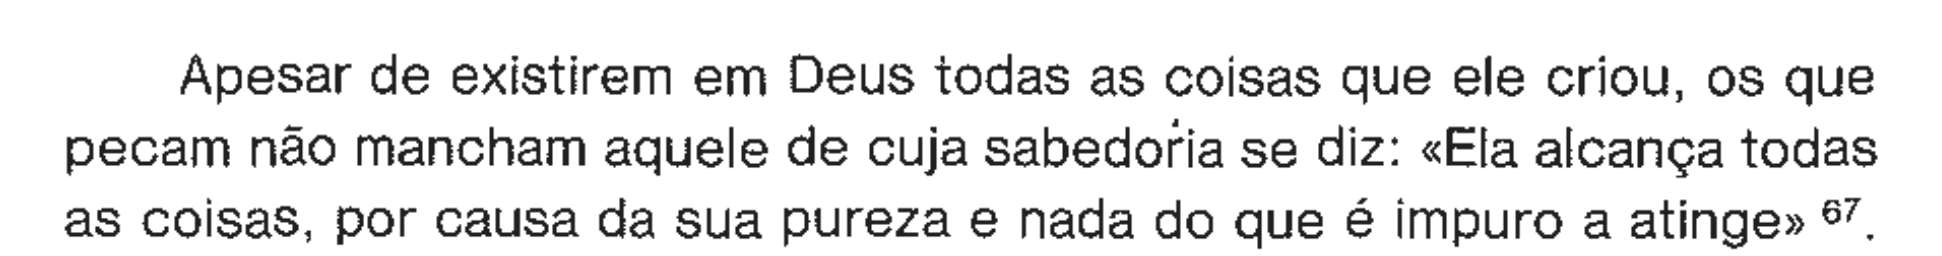 Apesar de existirem em Deus todas as coisas que ele criou, os que
pecam não mancham aquele de cuja sabedoria se diz: «Ela alcança todas
as coisas, por causa da sua pureza e nada do que é impuro a atinge» ⁶⁷.